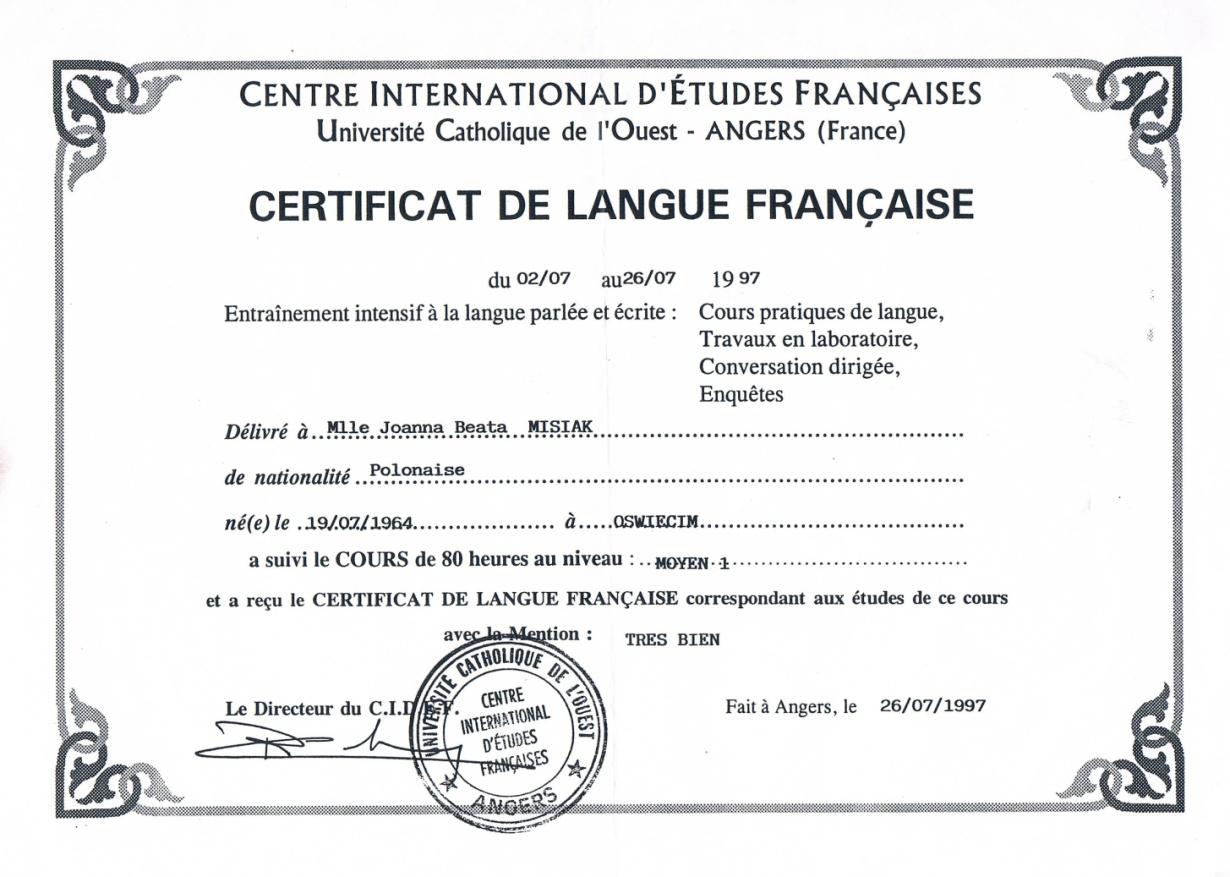 CENTRE INTERNATIONAL D'ÉTUDES FRANÇAISES
Université Catholique de l'Ouest - ANGERS (France)
CERTIFICAT DE LANGUE FRANÇAISE
du 02/07 au 26/07 19 97
Entraînement intensif à la langue parlée et écrite : Cours pratiques de langue,
Travaux en laboratoire,
Conversation dirigée,
Enquêtes
Délivré à Mlle Joanna Beata MISIAK
de nationalité Polonaise
né(e) le 19/07/1964 à OSWIECIM
a suivi le COURS de 80 heures au niveau : MOYEN 1
et a reçu le CERTIFICAT DE LANGUE FRANÇAISE correspondant aux études de ce cours
avec la Mention : TRES BIEN
Le Directeur du C.I.D.E.F.
Fait à Angers, le 26/07/1997
UNIVERSITÉ CATHOLIQUE DE L'OUEST
CENTRE
INTERNATIONAL
D'ÉTUDES
FRANÇAISES
ANGERS